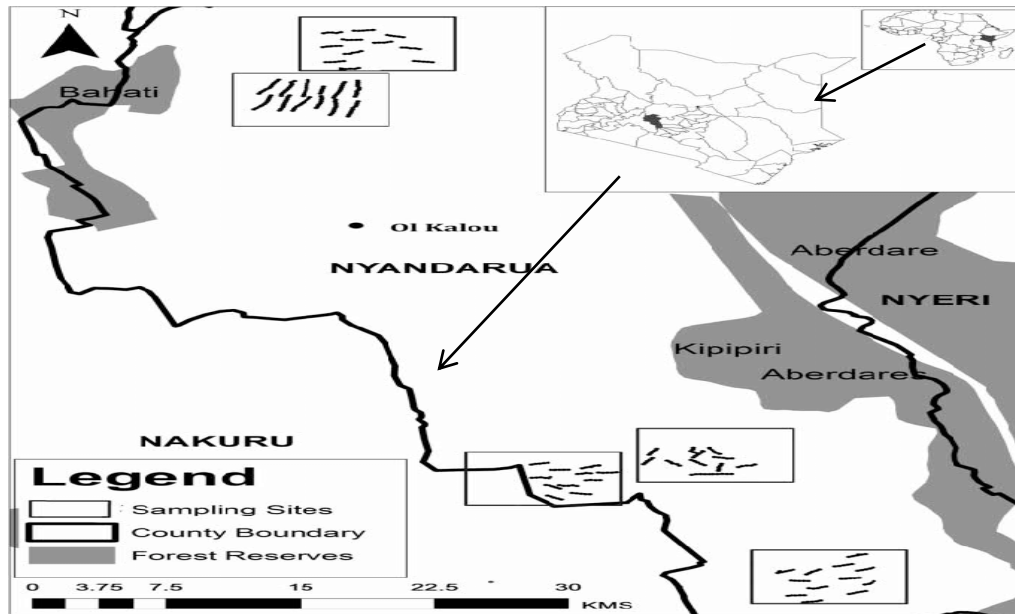 N
Bahati
Ol Kalou
NYANDARUA
Aberdare
NYERI
Kipipiri
Aberdares
NAKURU
Legend
Sampling Sites
County Boundary
Forest Reserves
0 3.75 7.5 15 22.5 30
KMS